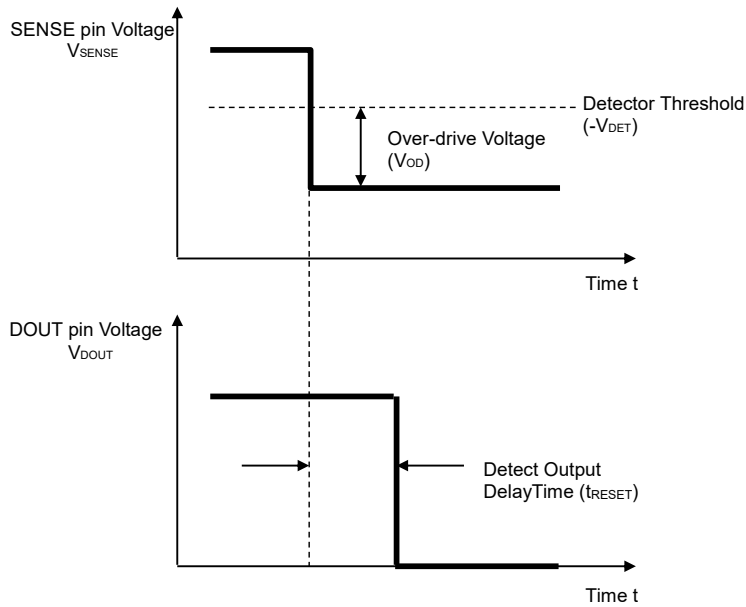 SENSE pin Voltage
VSENSE
Detector Threshold
(-VDET)
Over-drive Voltage
(VOD)
Time t
DOUT pin Voltage
VDOUT
Detect Output
DelayTime (tRESET)
Time t